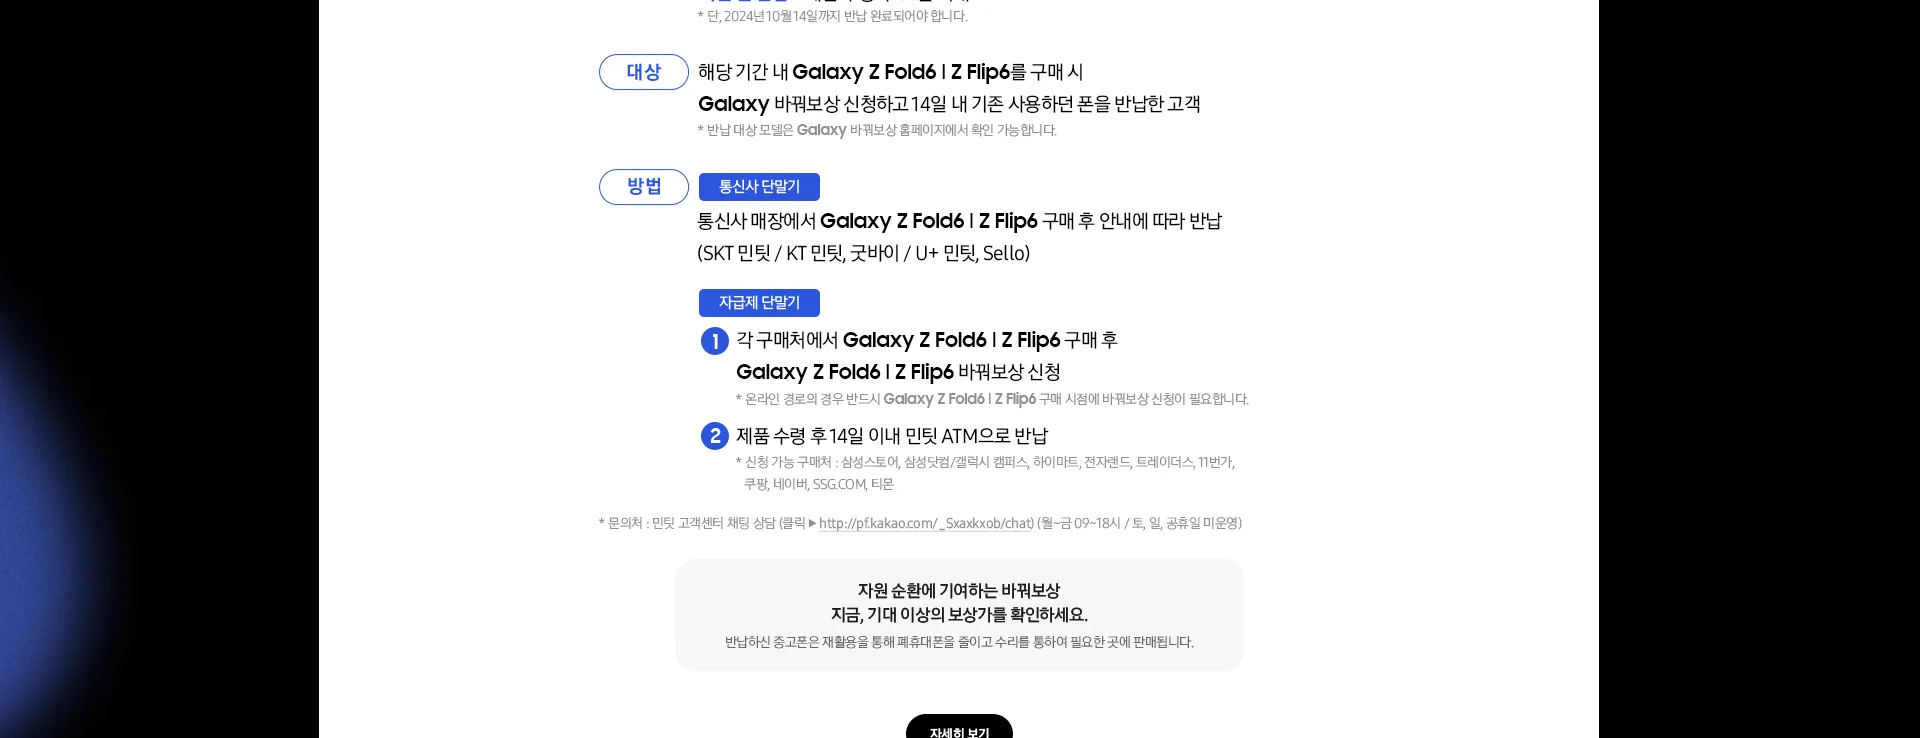 * 단, 2024년 10월 14일까지 반납 완료되어야 합니다.
대상
해당 기간 내 Galaxy Z Fold6 | Z Flip6를 구매 시
Galaxy 바꿔보상 신청하고 14일 내 기존 사용하던 폰을 반납한 고객
* 반납 대상 모델은 Galaxy 바꿔보상 홈페이지에서 확인 가능합니다.
방법
통신사 단말기
통신사 매장에서 Galaxy Z Fold6 | Z Flip6 구매 후 안내에 따라 반납
(SKT 민팃 / KT 민팃, 굿바이 / U+ 민팃, Sello)
자급제 단말기
1 각 구매처에서 Galaxy Z Fold6 | Z Flip6 구매 후
Galaxy Z Fold6 | Z Flip6 바꿔보상 신청
* 온라인 경로의 경우 반드시 Galaxy Z Fold6 | Z Flip6 구매 시점에 바꿔보상 신청이 필요합니다.
2 제품 수령 후 14일 이내 민팃 ATM으로 반납
* 신청 가능 구매처 : 삼성스토어, 삼성닷컴/갤럭시 캠퍼스, 하이마트, 전자랜드, 트레이더스, 11번가,
쿠팡, 네이버, SSG.COM, 티몬
* 문의처 : 민팃 고객센터 채팅 상담 (클릭 ▶ http://pf.kakao.com/_Sxaxkxob/chat) (월~금 09~18시 / 토, 일, 공휴일 미운영)
자원 순환에 기여하는 바꿔보상
지금, 기대 이상의 보상가를 확인하세요.
반납하신 중고폰은 재활용을 통해 폐휴대폰을 줄이고 수리를 통하여 필요한 곳에 판매됩니다.
자세히 보기